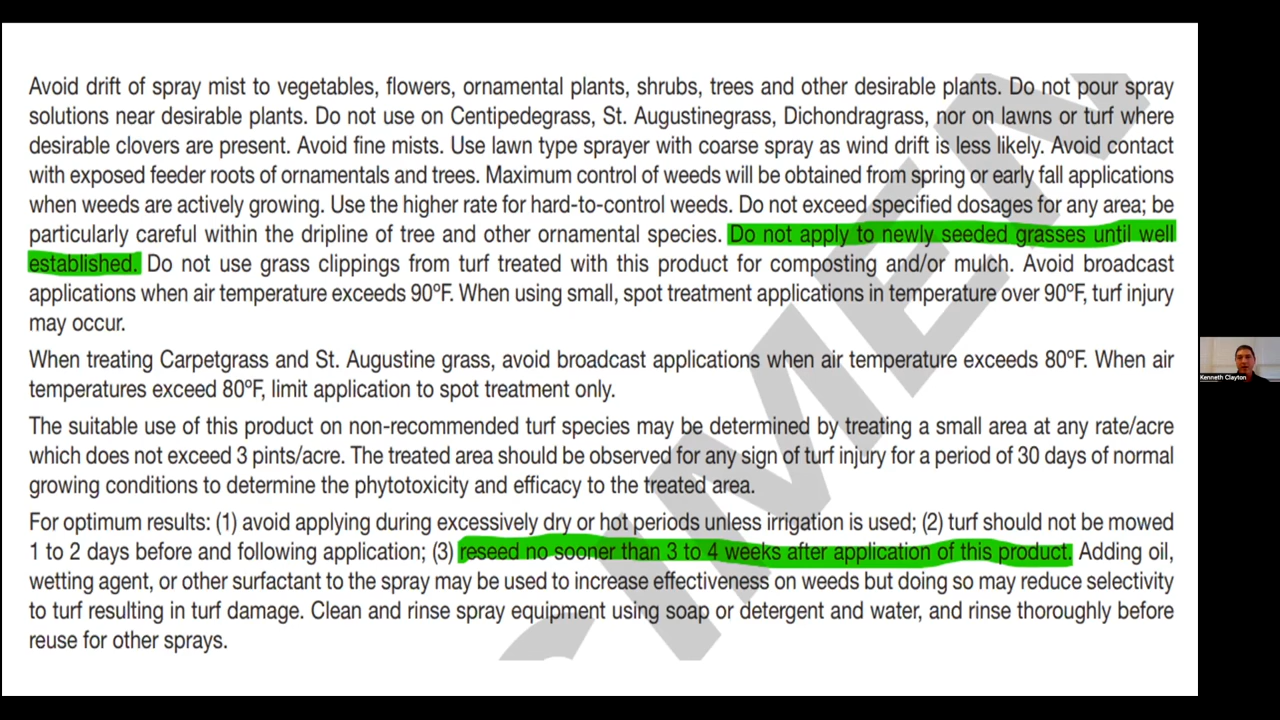 Avoid drift of spray mist to vegetables, flowers, ornamental plants, shrubs, trees and other desirable plants. Do not pour spray
solutions near desirable plants. Do not use on Centipedegrass, St. Augustinegrass, Dichondragrass, nor on lawns or turf where
desirable clovers are present. Avoid fine mists. Use lawn type sprayer with coarse spray as wind drift is less likely. Avoid contact
with exposed feeder roots of ornamentals and trees. Maximum control of weeds will be obtained from spring or early fall applications
when weeds are actively growing. Use the higher rate for hard-to-control weeds. Do not exceed specified dosages for any area; be
particularly careful within the dripline of tree and other ornamental species. Do not apply to newly seeded grasses until well
established. Do not use grass clippings from turf treated with this product for composting and/or mulch. Avoid broadcast
applications when air temperature exceeds 90ºF. When using small, spot treatment applications in temperature over 90ºF, turf injury
may occur.
When treating Carpetgrass and St. Augustine grass, avoid broadcast applications when air temperature exceeds 80ºF. When air
temperatures exceed 80ºF, limit application to spot treatment only.
The suitable use of this product on non-recommended turf species may be determined by treating a small area at any rate/acre
which does not exceed 3 pints/acre. The treated area should be observed for any sign of turf injury for a period of 30 days of normal
growing conditions to determine the phytotoxicity and efficacy to the treated area.
For optimum results: (1) avoid applying during excessively dry or hot periods unless irrigation is used; (2) turf should not be mowed
1 to 2 days before and following application; (3) reseed no sooner than 3 to 4 weeks after application of this product. Adding oil,
wetting agent, or other surfactant to the spray may be used to increase effectiveness on weeds but doing so may reduce selectivity
to turf resulting in turf damage. Clean and rinse spray equipment using soap or detergent and water, and rinse thoroughly before
reuse for other sprays.
CIMEN
Kenneth Clayton